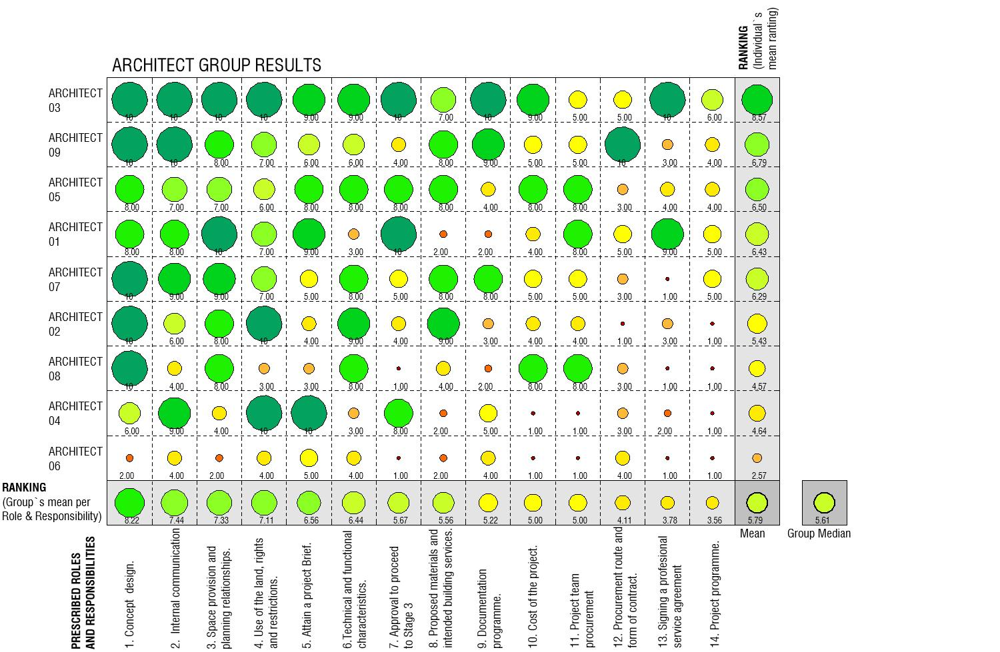 RANKING
(Individual`s
mean ranting)
ARCHITECT GROUP RESULTS
ARCHITECT
03
10 10 10 10 9.00 9.00 10 7.00 10 9.00 5.00 5.00 10 6.00 8.57
ARCHITECT
09
10 10 8.00 7.00 6.00 6.00 4.00 8.00 9.00 5.00 5.00 10 3.00 4.00 6.79
ARCHITECT
05
8.00 7.00 7.00 6.00 8.00 8.00 8.00 8.00 4.00 8.00 8.00 3.00 4.00 4.00 6.50
ARCHITECT
01
8.00 8.00 10 7.00 9.00 3.00 10 2.00 2.00 4.00 8.00 5.00 9.00 5.00 6.43
ARCHITECT
07
10 9.00 9.00 7.00 5.00 8.00 5.00 8.00 8.00 5.00 5.00 3.00 1.00 5.00 6.29
ARCHITECT
02
10 6.00 8.00 10 4.00 9.00 4.00 9.00 3.00 4.00 4.00 1.00 3.00 1.00 5.43
ARCHITECT
08
10 4.00 8.00 3.00 3.00 8.00 1.00 4.00 2.00 8.00 8.00 3.00 1.00 1.00 4.57
ARCHITECT
04
6.00 9.00 4.00 10 10 3.00 8.00 2.00 5.00 1.00 1.00 3.00 2.00 1.00 4.64
ARCHITECT
06
2.00 4.00 2.00 4.00 5.00 4.00 1.00 2.00 4.00 1.00 1.00 4.00 1.00 1.00 2.57
RANKING
(Group`s mean per
Role & Responsibility)
8.22 7.44 7.33 7.11 6.56 6.44 5.67 5.56 5.22 5.00 5.00 4.11 3.78 3.56 5.79 5.61
Mean
Group Median
PRESCRIBED ROLES
AND RESPONSIBILITIES
1. Concept design.
2. Internal communication
3. Space provision and
planning relationships.
4. Use of the land, rights
and restrictions.
5. Attain a project Brief.
6.Technical and functional
characteristics.
7. Approval to proceed
to Stage 3
8. Proposed materials and
intended building services.
9. Documentation
programme.
10. Cost of the project.
11. Project team
procurement
12. Procurement route and
form of contract.
13. Signing a profesional
service agreement
14. Project programme.